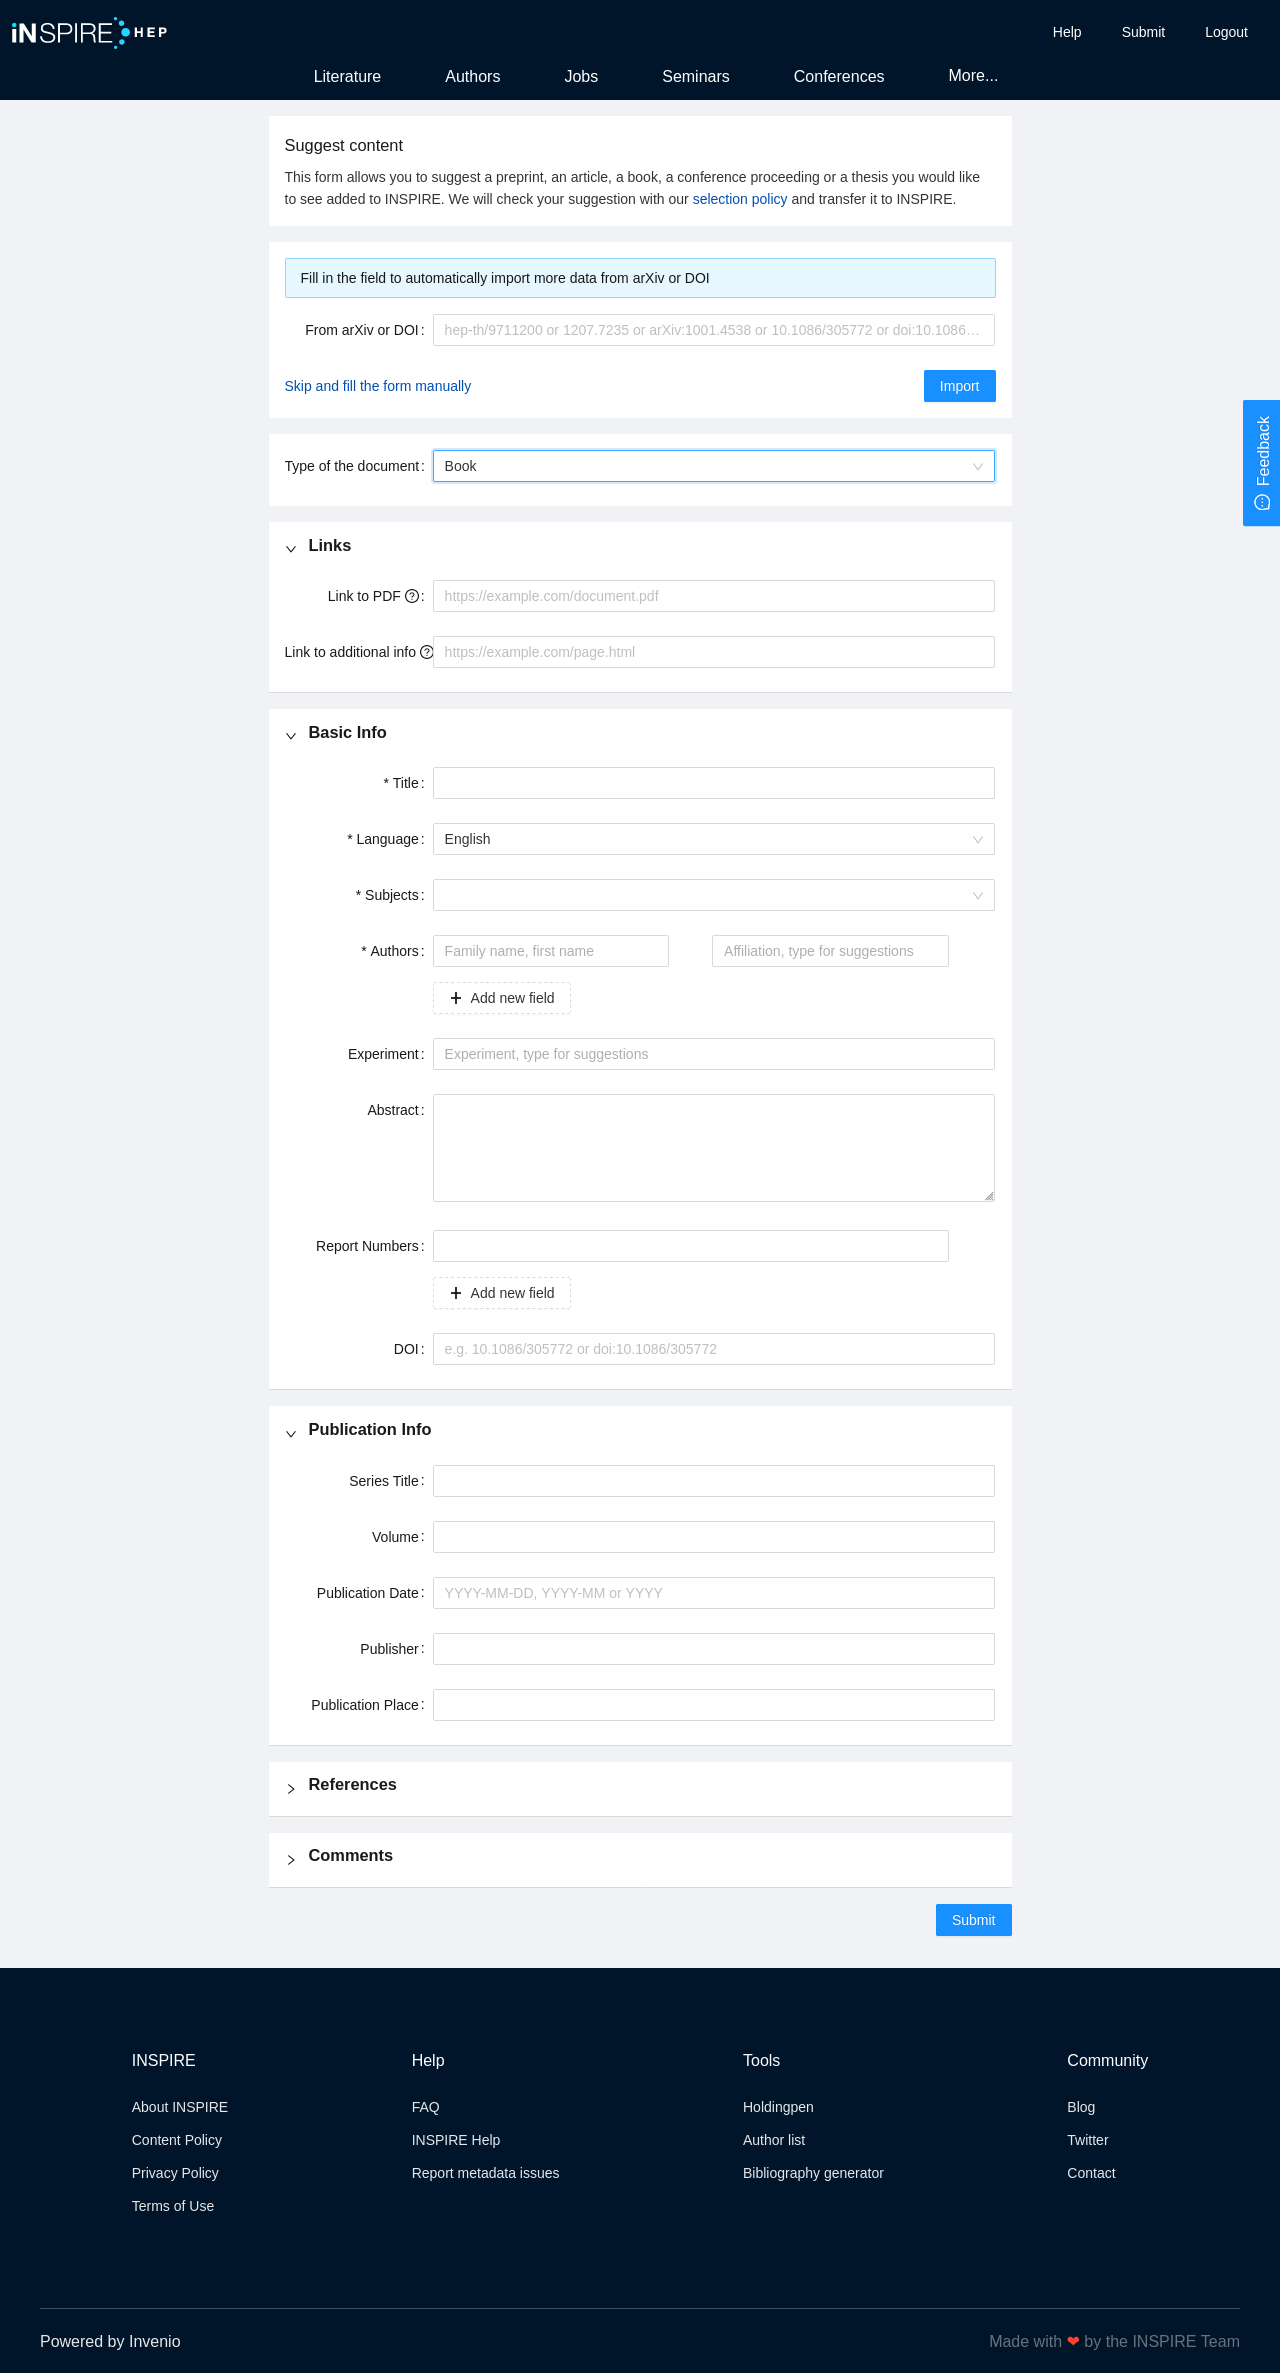 iNSPIRE HEP
Help Submit Logout
Literature Authors Jobs Seminars Conferences More...
Suggest content
This form allows you to suggest a preprint, an article, a book, a conference proceeding or a thesis you would like
to see added to INSPIRE. We will check your suggestion with our selection policy and transfer it to INSPIRE.
Fill in the field to automatically import more data from arXiv or DOI
From arXiv or DOI: hep-th/9711200 or 1207.7235 or arXiv:1001.4538 or 10.1086/305772 or doi:10.1086…
Skip and fill the form manually Import
Feedback
Type of the document: Book
Links
Link to PDF : https://example.com/document.pdf
Link to additional info https://example.com/page.html
Basic Info
* Title:
* Language: English
* Subjects:
* Authors: Family name, first name Affiliation, type for suggestions
+ Add new field
Experiment: Experiment, type for suggestions
Abstract:
Report Numbers:
+ Add new field
DOI: e.g. 10.1086/305772 or doi:10.1086/305772
Publication Info
Series Title:
Volume:
Publication Date: YYYY-MM-DD, YYYY-MM or YYYY
Publisher:
Publication Place:
References
Comments
Submit
INSPIRE Help Tools Community
About INSPIRE FAQ Holdingpen Blog
Content Policy INSPIRE Help Author list Twitter
Privacy Policy Report metadata issues Bibliography generator Contact
Terms of Use
Powered by Invenio Made with ❤ by the INSPIRE Team